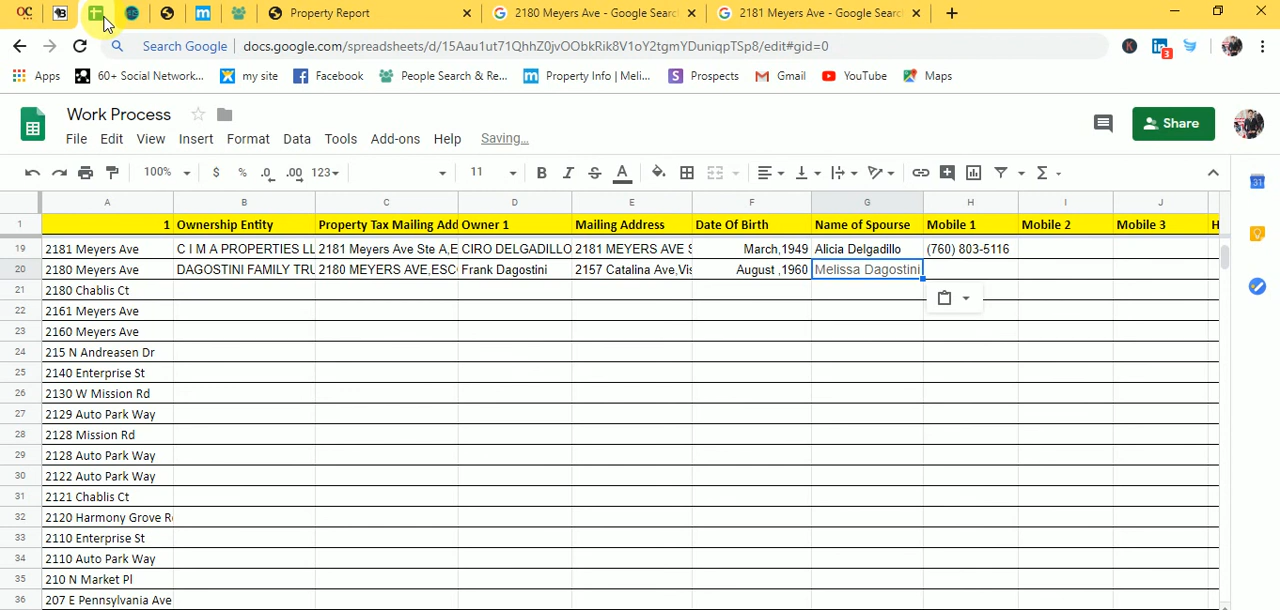 OC B Property Report × G 2180 Meyers Ave - Google Searc × G 2181 Meyers Ave - Google Searc × +
Search Google docs.google.com/spreadsheets/d/15Aau1ut71QhhZ0jvOObkRik8V1oY2tgmYDuniqpTSp8/edit#gid=0 K 3
Apps 60+ Social Network... my site Facebook People Search & Re... Property Info | Meli... Prospects Gmail YouTube Maps
Work Process
File Edit View Insert Format Data Tools Add-ons Help Saving... Share
100% $ % .0 .00 123 11 B I S A Σ
A B C D E F G H I J
1 1 Ownership Entity Property Tax Mailing Add Owner 1 Mailing Address Date Of Birth Name of Spourse Mobile 1 Mobile 2 Mobile 3 H
19 2181 Meyers Ave C I M A PROPERTIES LL 2181 Meyers Ave Ste A,E CIRO DELGADILLO 2181 MEYERS AVE S March,1949 Alicia Delgadillo (760) 803-5116
20 2180 Meyers Ave DAGOSTINI FAMILY TRU 2180 MEYERS AVE,ESC Frank Dagostini 2157 Catalina Ave,Vis August ,1960 Melissa Dagostini
21 2180 Chablis Ct
22 2161 Meyers Ave
23 2160 Meyers Ave
24 215 N Andreasen Dr
25 2140 Enterprise St
26 2130 W Mission Rd
27 2129 Auto Park Way
28 2128 Mission Rd
29 2128 Auto Park Way
30 2122 Auto Park Way
31 2121 Chablis Ct
32 2120 Harmony Grove R
33 2110 Enterprise St
34 2110 Auto Park Way
35 210 N Market Pl
36 207 E Pennsylvania Ave